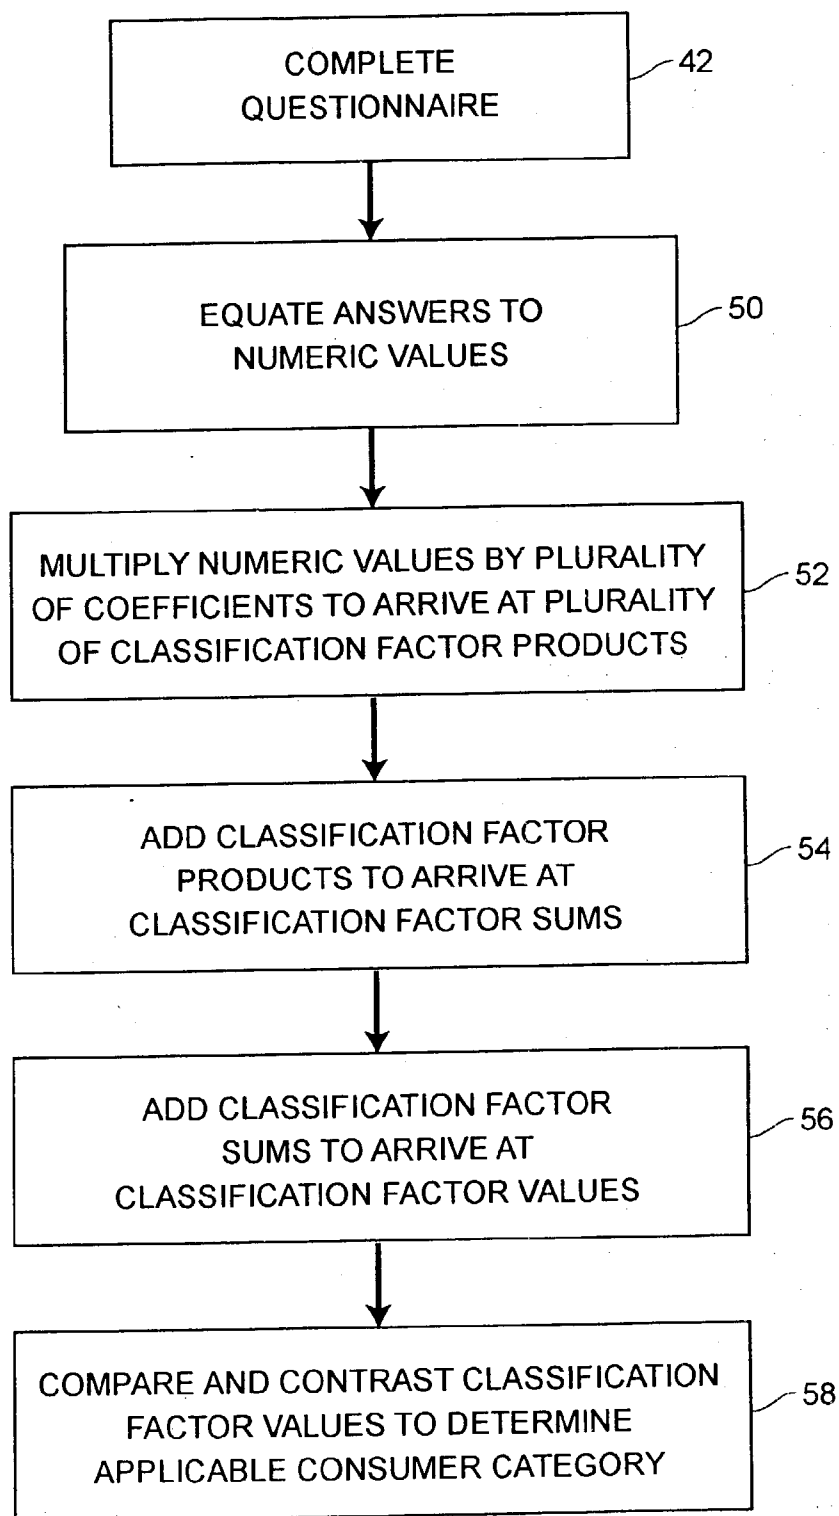 COMPLETE
QUESTIONNAIRE
42
EQUATE ANSWERS TO
NUMERIC VALUES
50
MULTIPLY NUMERIC VALUES BY PLURALITY
OF COEFFICIENTS TO ARRIVE AT PLURALITY
OF CLASSIFICATION FACTOR PRODUCTS
52
ADD CLASSIFICATION FACTOR
PRODUCTS TO ARRIVE AT
CLASSIFICATION FACTOR SUMS
54
ADD CLASSIFICATION FACTOR
SUMS TO ARRIVE AT
CLASSIFICATION FACTOR VALUES
56
COMPARE AND CONTRAST CLASSIFICATION
FACTOR VALUES TO DETERMINE
APPLICABLE CONSUMER CATEGORY
58